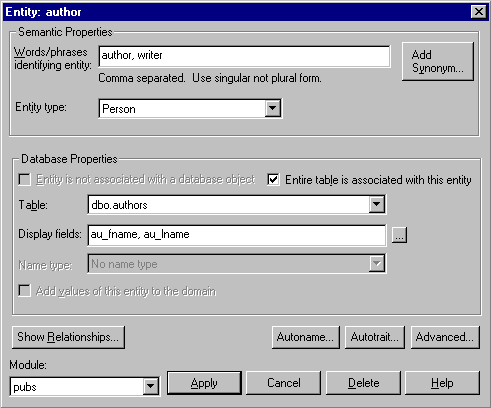 Entity: author
Semantic Properties
Words/phrases
identifying entity:
author, writer
Add
Synonym...
Comma separated.  Use singular not plural form.
Entity type:
Person
Database Properties
Entity is not associated with a database object
Entire table is associated with this entity
Table:
dbo.authors
Display fields:
au_fname, au_lname
...
Name type:
No name type
Add values of this entity to the domain
Show Relationships...
Autoname...
Autotrait...
Advanced...
Module:
pubs
Apply
Cancel
Delete
Help